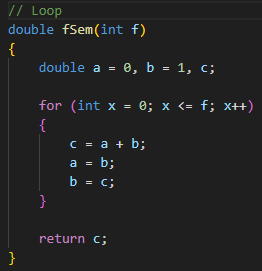 // Loop
double fSem(int f)
{
    double a = 0, b = 1, c;
    for (int x = 0; x <= f; x++)
    {
        c = a + b;
        a = b;
        b = c;
    }
    return c;
}